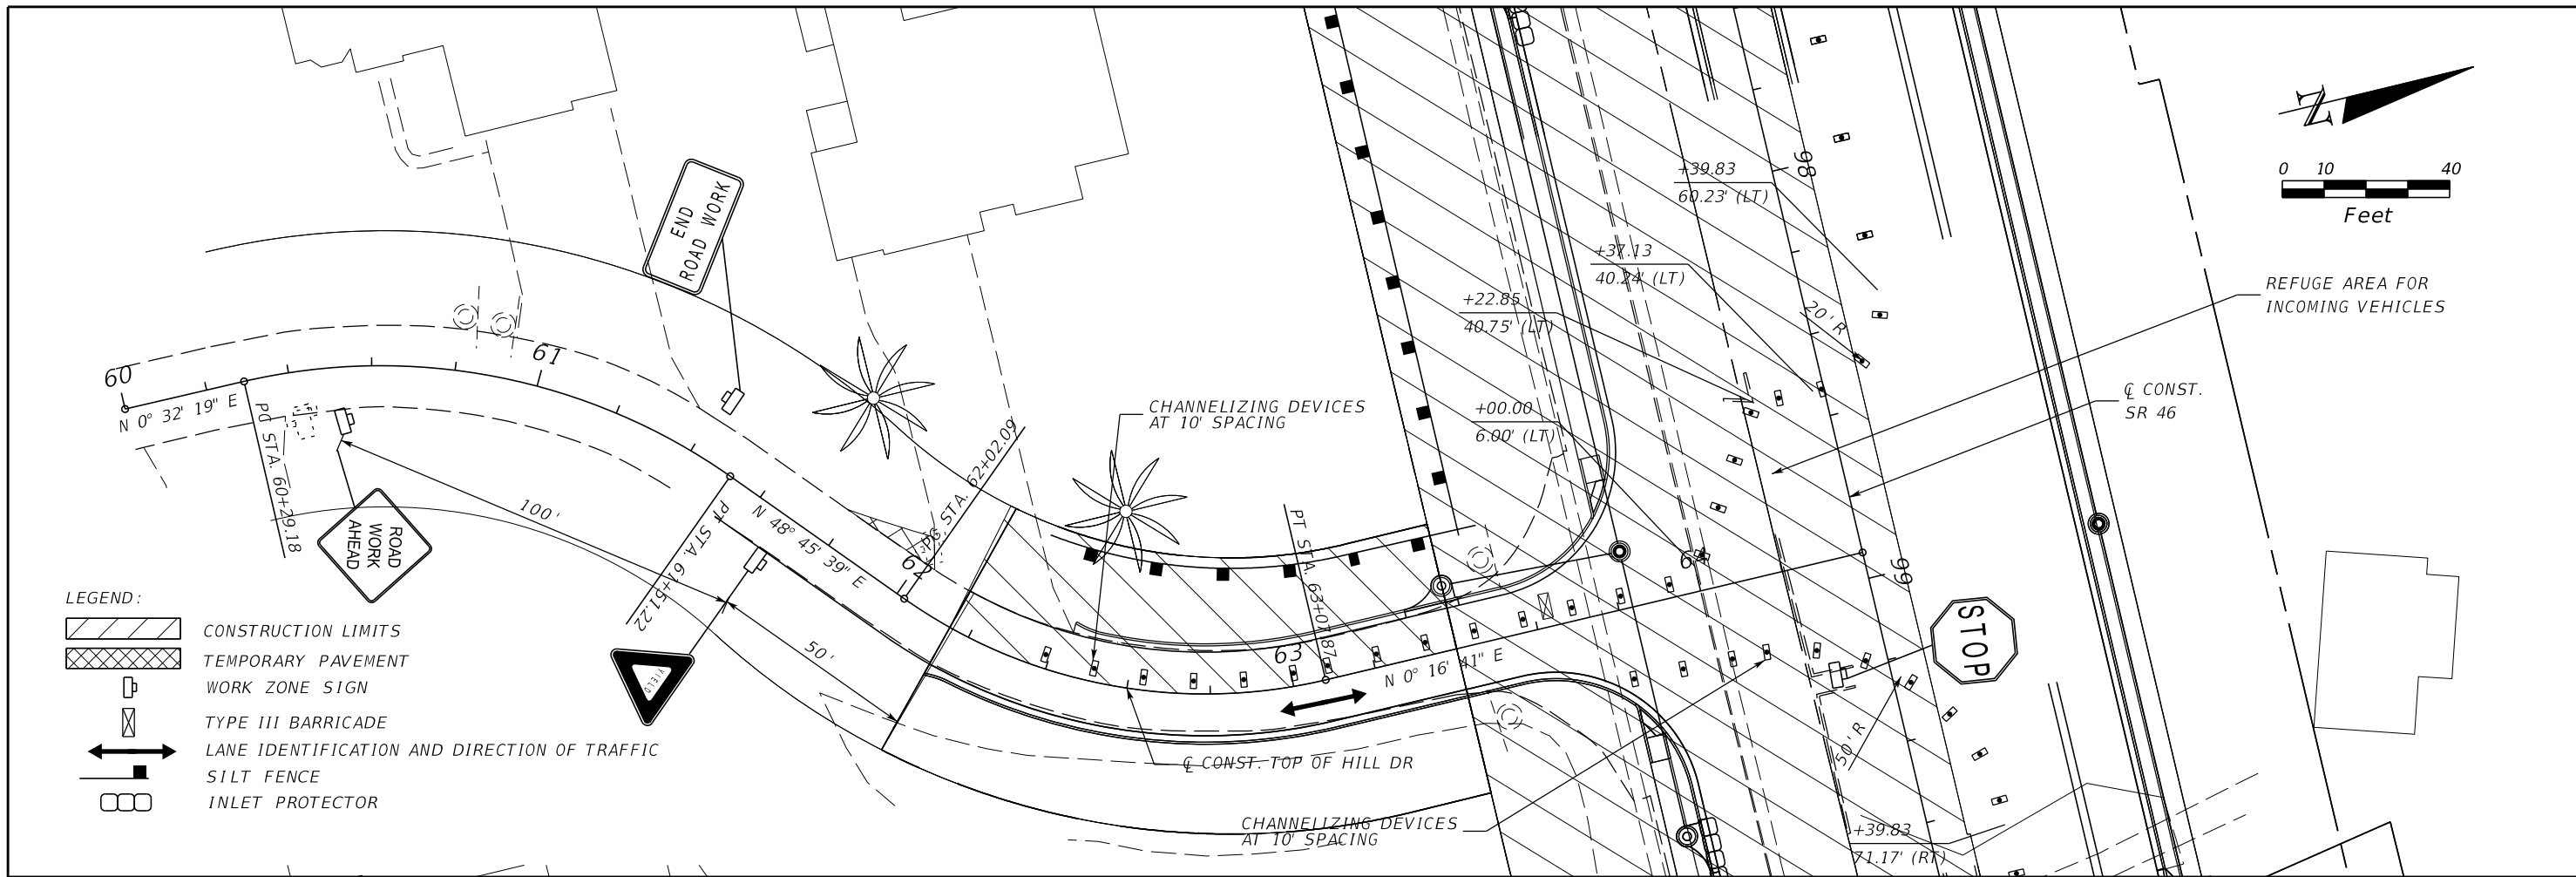 60
61
62
63
64
98
99
N 0° 32' 19" E
PC STA. 60+29.18
PT STA. 61+51.22
N 48° 45' 39" E
PC STA. 62+02.09
PT STA. 63+07.87
N 0° 16' 41" E
100'
50'
END
ROAD WORK
ROAD
WORK
AHEAD
YIELD
STOP
CHANNELIZING DEVICES
AT 10' SPACING
+39.83
60.23' (LT)
+37.13
40.24' (LT)
+22.85
40.75' (LT)
+00.00
6.00' (LT)
20' R
50' R
+39.83
71.17' (RT)
℄ CONST. TOP OF HILL DR
CHANNELIZING DEVICES
AT 10' SPACING
N
0 10 40
Feet
REFUGE AREA FOR
INCOMING VEHICLES
℄ CONST.
SR 46
LEGEND:
CONSTRUCTION LIMITS
TEMPORARY PAVEMENT
WORK ZONE SIGN
TYPE III BARRICADE
LANE IDENTIFICATION AND DIRECTION OF TRAFFIC
SILT FENCE
INLET PROTECTOR